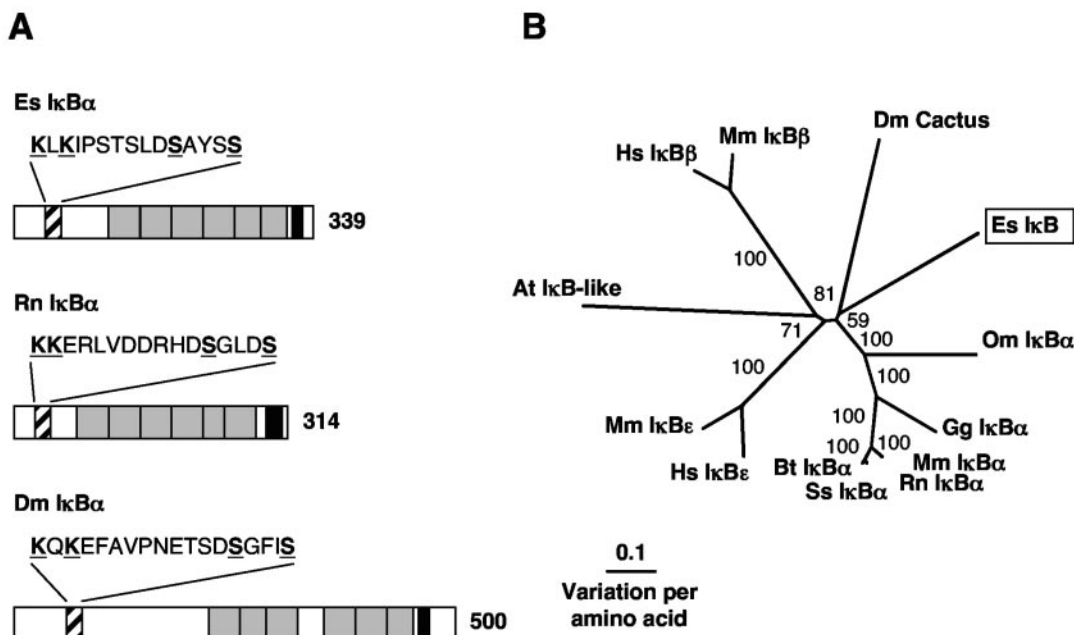 A
Es IκBα
KLKIPSTSLDSAYSS
339
Rn IκBα
KKERLVDDRHDSGLDS
314
Dm IκBα
KQKEFAVPNETSDSGFIS
500
B
Mm IκBβ
Hs IκBβ
Dm Cactus
Es IκB
100
At IκB-like
81
71
59
100
Om IκBα
100
100
Mm IκBε
100
Gg IκBα
100
100
Hs IκBε
Bt IκBα
Mm IκBα
Ss IκBα
Rn IκBα
0.1
Variation per
amino acid